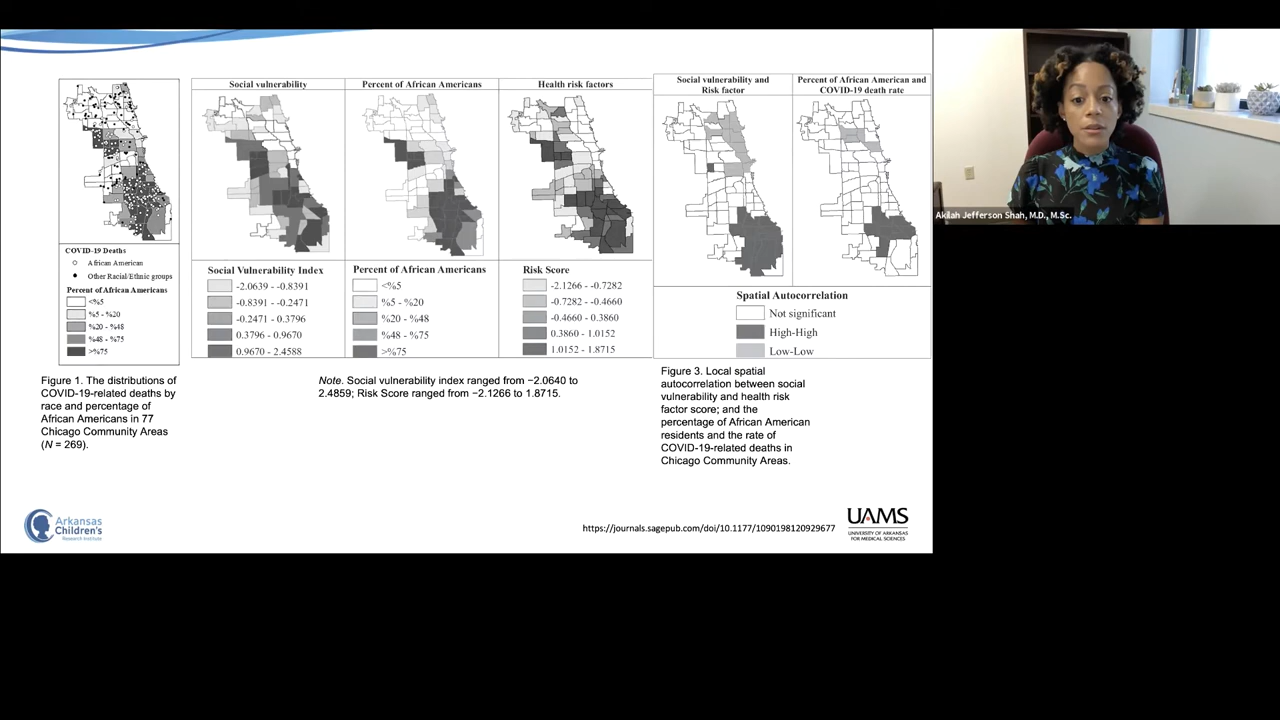 COVID-19 Deaths
African American
Other Racial/Ethnic groups
Percent of African Americans
<%5
%5 - %20
%20 - %48
%48 - %75
>%75
Social vulnerability
Percent of African Americans
Health risk factors
Social Vulnerability Index
-2.0639 - -0.8391
-0.8391 - -0.2471
-0.2471 - 0.3796
0.3796 - 0.9670
0.9670 - 2.4588
Percent of African Americans
<%5
%5 - %20
%20 - %48
%48 - %75
>%75
Risk Score
-2.1266 - -0.7282
-0.7282 - -0.4660
-0.4660 - 0.3860
0.3860 - 1.0152
1.0152 - 1.8715
Social vulnerability and
Risk factor
Percent of African American and
COVID-19 death rate
Spatial Autocorrelation
Not significant
High-High
Low-Low
Figure 1. The distributions of
COVID-19-related deaths by
race and percentage of
African Americans in 77
Chicago Community Areas
(N = 269).
Note. Social vulnerability index ranged from −2.0640 to
2.4859; Risk Score ranged from −2.1266 to 1.8715.
Figure 3. Local spatial
autocorrelation between social
vulnerability and health risk
factor score; and the
percentage of African American
residents and the rate of
COVID-19-related deaths in
Chicago Community Areas.
Arkansas
Children's
Research Institute
https://journals.sagepub.com/doi/10.1177/1090198120929677
UAMS
UNIVERSITY OF ARKANSAS
FOR MEDICAL SCIENCES
Akilah Jefferson Shah, M.D., M.Sc.